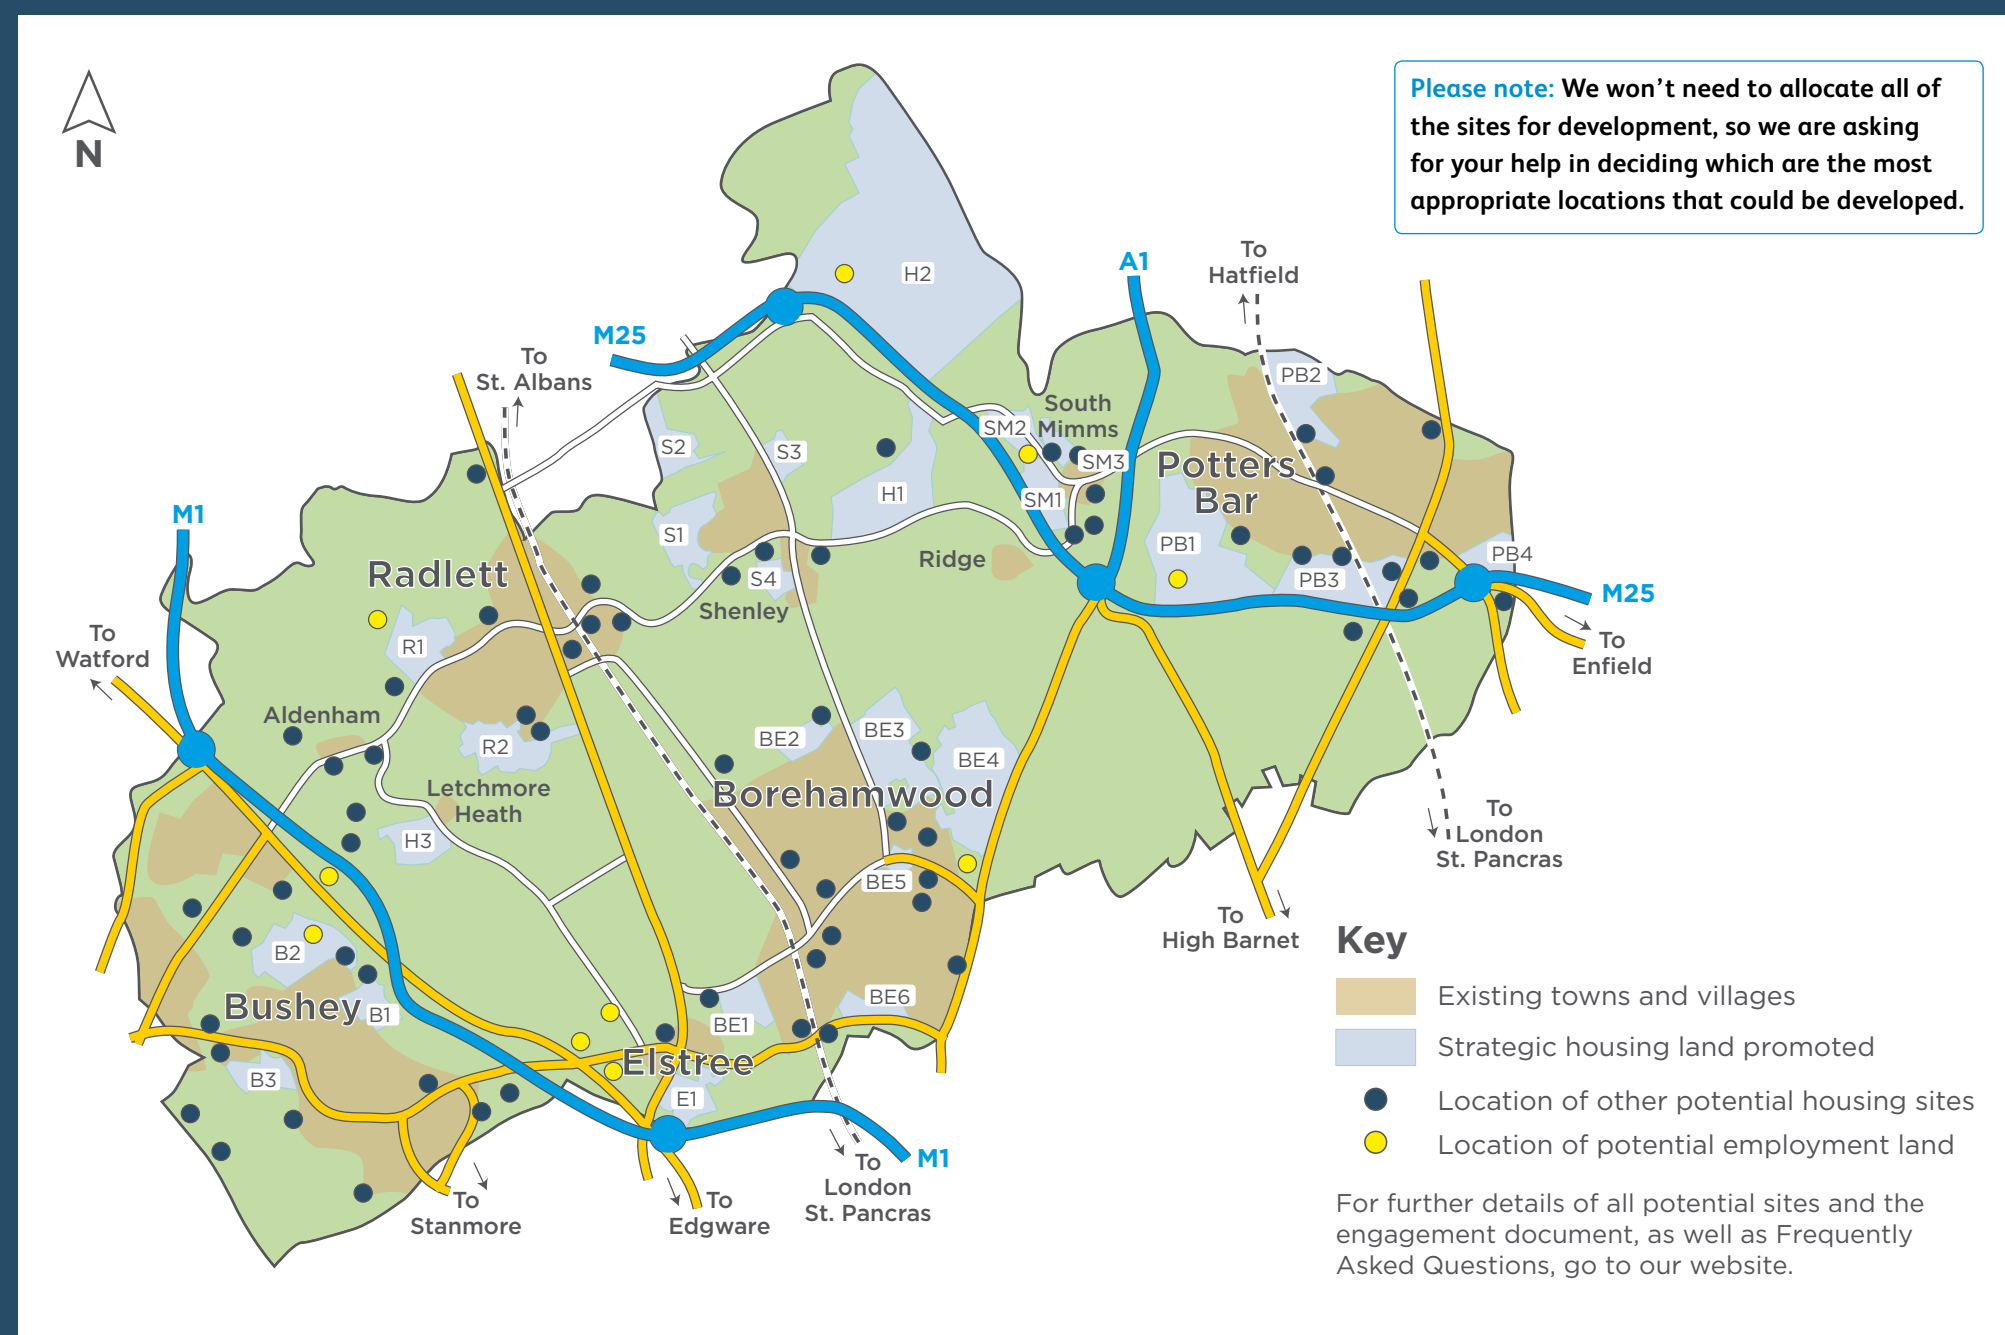 N
Please note: We won't need to allocate all of
the sites for development, so we are asking
for your help in deciding which are the most
appropriate locations that could be developed.
To
Hatfield
A1
H2
M25
To
St. Albans
PB2
South
Mimms
SM2
SM3
SM1
S2
S3
H1
S1
Potters
Bar
M1
Radlett
Ridge
PB1
PB3
PB4
M25
S4
Shenley
To
Enfield
To
Watford
R1
Aldenham
R2
BE2
BE3
BE4
Letchmore
Heath
Borehamwood
H3
To
London
St. Pancras
BE5
To
High Barnet
B2
Bushey
B1
BE6
BE1
Elstree
B3
E1
M1
To
London
St. Pancras
To
Stanmore
To
Edgware
Key
Existing towns and villages
Strategic housing land promoted
Location of other potential housing sites
Location of potential employment land
For further details of all potential sites and the
engagement document, as well as Frequently
Asked Questions, go to our website.